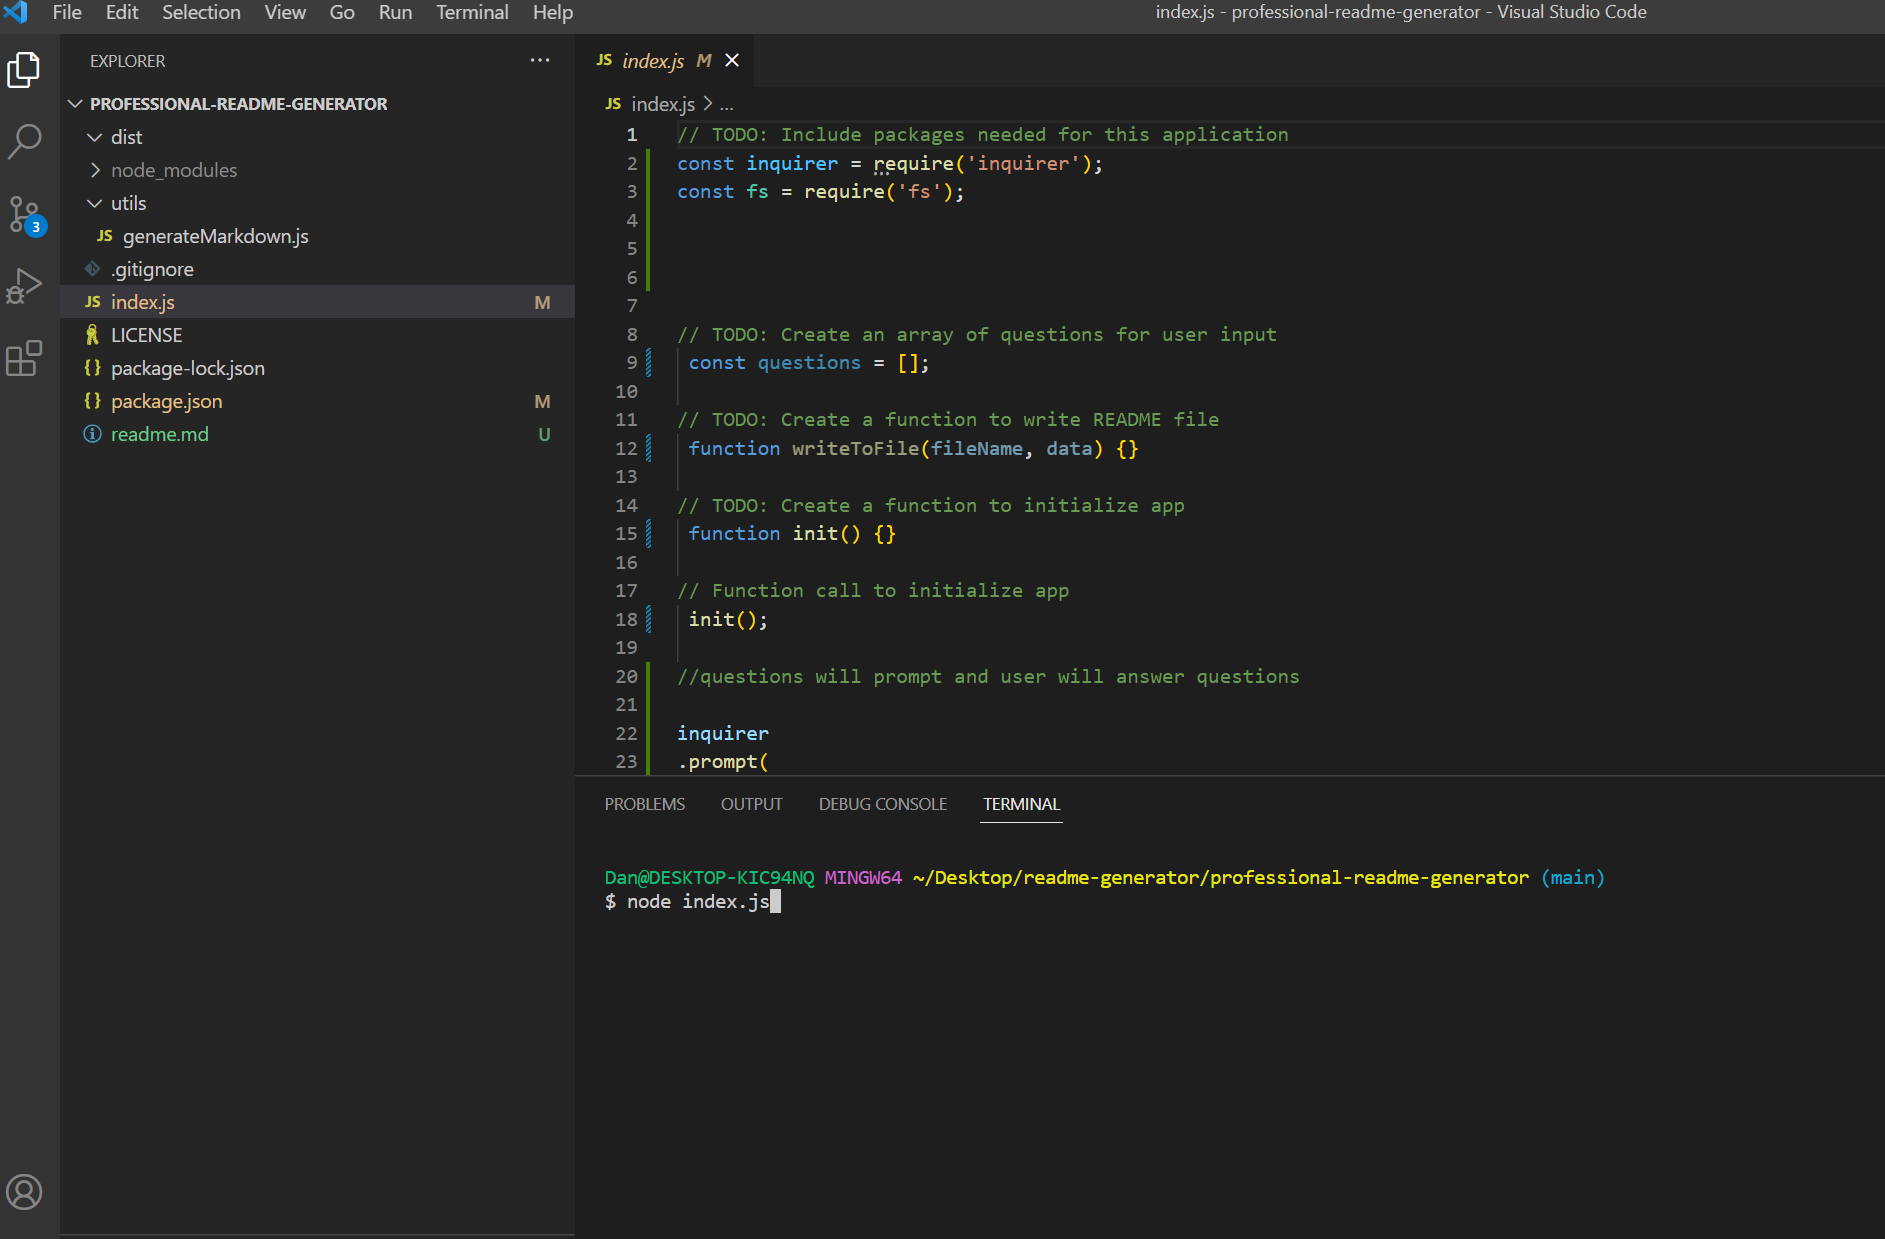 File Edit Selection View Go Run Terminal Help
index.js - professional-readme-generator - Visual Studio Code
EXPLORER ···
PROFESSIONAL-README-GENERATOR
dist
node_modules
utils
JS generateMarkdown.js
.gitignore
JS index.js M
LICENSE
{} package-lock.json
{} package.json M
readme.md U
3
JS index.js M
JS index.js > ...
1 // TODO: Include packages needed for this application
2 const inquirer = require('inquirer');
3 const fs = require('fs');
4
5
6
7
8 // TODO: Create an array of questions for user input
9 const questions = [];
10
11 // TODO: Create a function to write README file
12 function writeToFile(fileName, data) {}
13
14 // TODO: Create a function to initialize app
15 function init() {}
16
17 // Function call to initialize app
18 init();
19
20 //questions will prompt and user will answer questions
21
22 inquirer
23 .prompt(
PROBLEMS OUTPUT DEBUG CONSOLE TERMINAL
Dan@DESKTOP-KIC94NQ MINGW64 ~/Desktop/readme-generator/professional-readme-generator (main)
$ node index.js